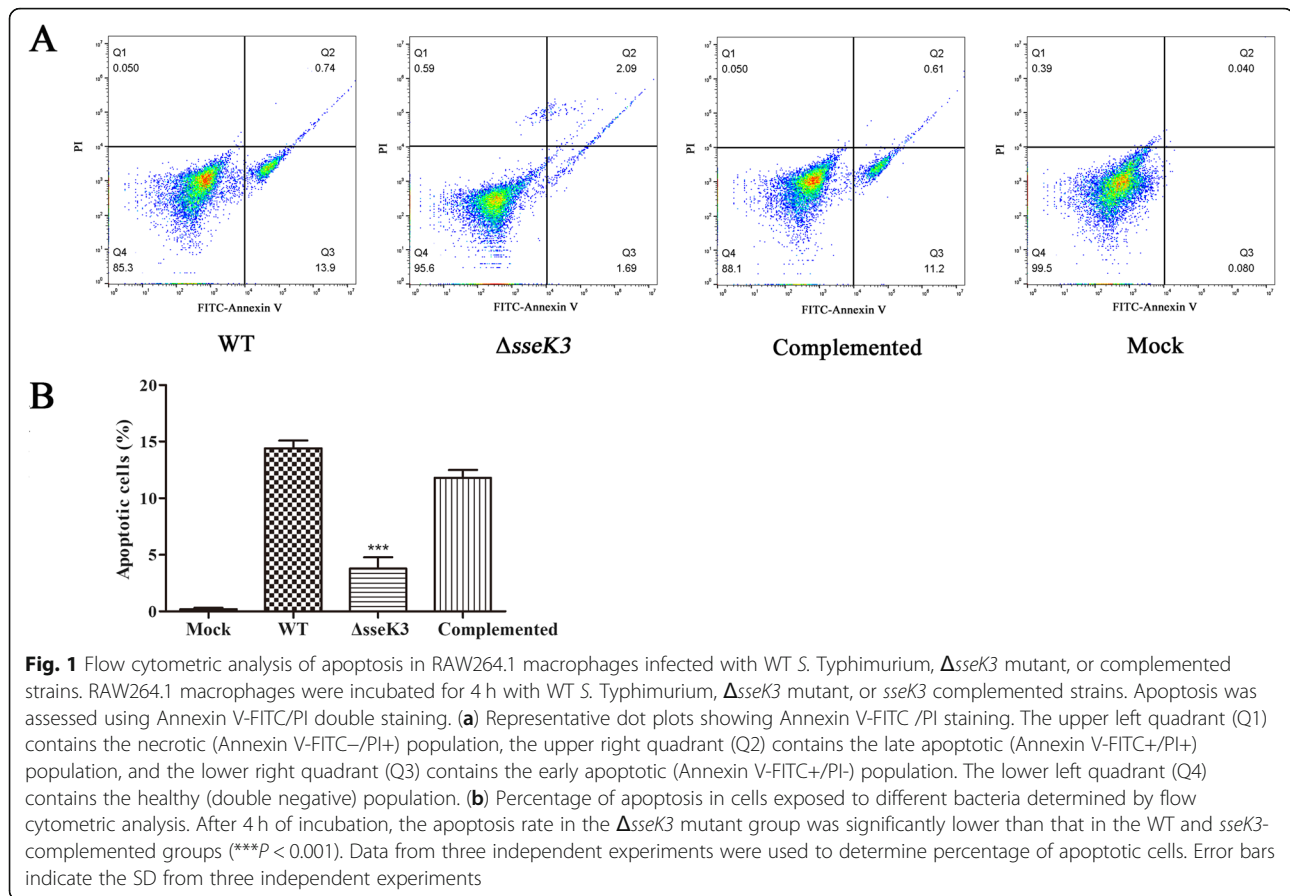 A
Q1 Q2 Q1 Q2 Q1 Q2 Q1 Q2
0.050 0.74 0.59 2.09 0.050 0.61 0.39 0.040
PI PI PI PI
Q4 Q3 Q4 Q3 Q4 Q3 Q4 Q3
85.3 13.9 95.6 1.69 88.1 11.2 99.5 0.080
FITC-Annexin V FITC-Annexin V FITC-Annexin V FITC-Annexin V
WT ΔsseK3 Complemented Mock
B
Apoptotic cells (%)
20
15
10
5
0
***
Mock WT ΔsseK3 Complemented
Fig. 1 Flow cytometric analysis of apoptosis in RAW264.1 macrophages infected with WT S. Typhimurium, ΔsseK3 mutant, or complemented
strains. RAW264.1 macrophages were incubated for 4 h with WT S. Typhimurium, ΔsseK3 mutant, or sseK3 complemented strains. Apoptosis was
assessed using Annexin V-FITC/PI double staining. (a) Representative dot plots showing Annexin V-FITC /PI staining. The upper left quadrant (Q1)
contains the necrotic (Annexin V-FITC−/PI+) population, the upper right quadrant (Q2) contains the late apoptotic (Annexin V-FITC+/PI+)
population, and the lower right quadrant (Q3) contains the early apoptotic (Annexin V-FITC+/PI-) population. The lower left quadrant (Q4)
contains the healthy (double negative) population. (b) Percentage of apoptosis in cells exposed to different bacteria determined by flow
cytometric analysis. After 4 h of incubation, the apoptosis rate in the ΔsseK3 mutant group was significantly lower than that in the WT and sseK3-
complemented groups (***P < 0.001). Data from three independent experiments were used to determine percentage of apoptotic cells. Error bars
indicate the SD from three independent experiments